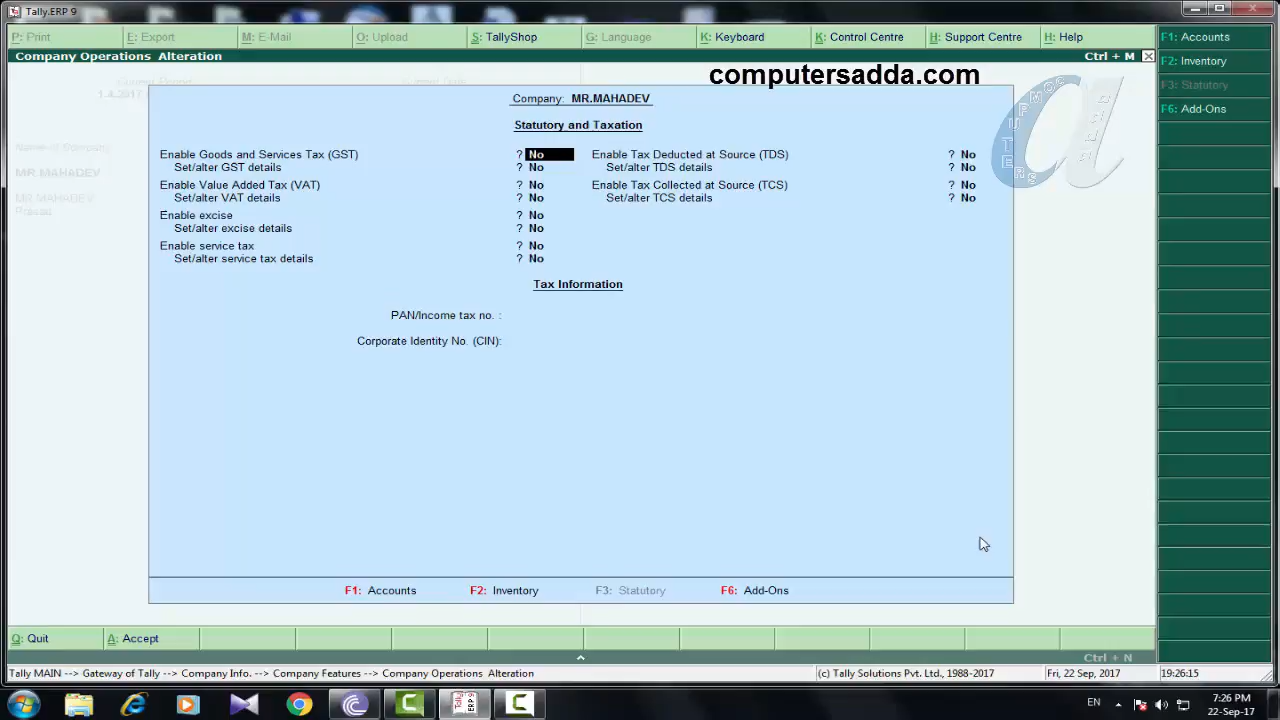 Tally.ERP 9
P: Print E: Export M: E-Mail O: Upload S: TallyShop G: Language K: Keyboard K: Control Centre H: Support Centre H: Help F1: Accounts
Company Operations Alteration Ctrl + M
computersadda.com
F2: Inventory
F3: Statutory
F6: Add-Ons
Company: MR.MAHADEV
Statutory and Taxation
Enable Goods and Services Tax (GST) ? No Enable Tax Deducted at Source (TDS) ? No
Set/alter GST details ? No Set/alter TDS details ? No
Enable Value Added Tax (VAT) ? No Enable Tax Collected at Source (TCS) ? No
Set/alter VAT details ? No Set/alter TCS details ? No
Enable excise ? No
Set/alter excise details ? No
Enable service tax ? No
Set/alter service tax details ? No
Tax Information
PAN/Income tax no. :
Corporate Identity No. (CIN):
Name of Company
MR.MAHADEV
MR.MAHADEV
Prasad
F1: Accounts F2: Inventory F3: Statutory F6: Add-Ons
Q: Quit A: Accept
Ctrl + N
Tally MAIN --> Gateway of Tally --> Company Info. --> Company Features --> Company Operations Alteration (c) Tally Solutions Pvt. Ltd., 1988-2017 Fri, 22 Sep, 2017 19:26:15
EN 7:26 PM
22-Sep-17